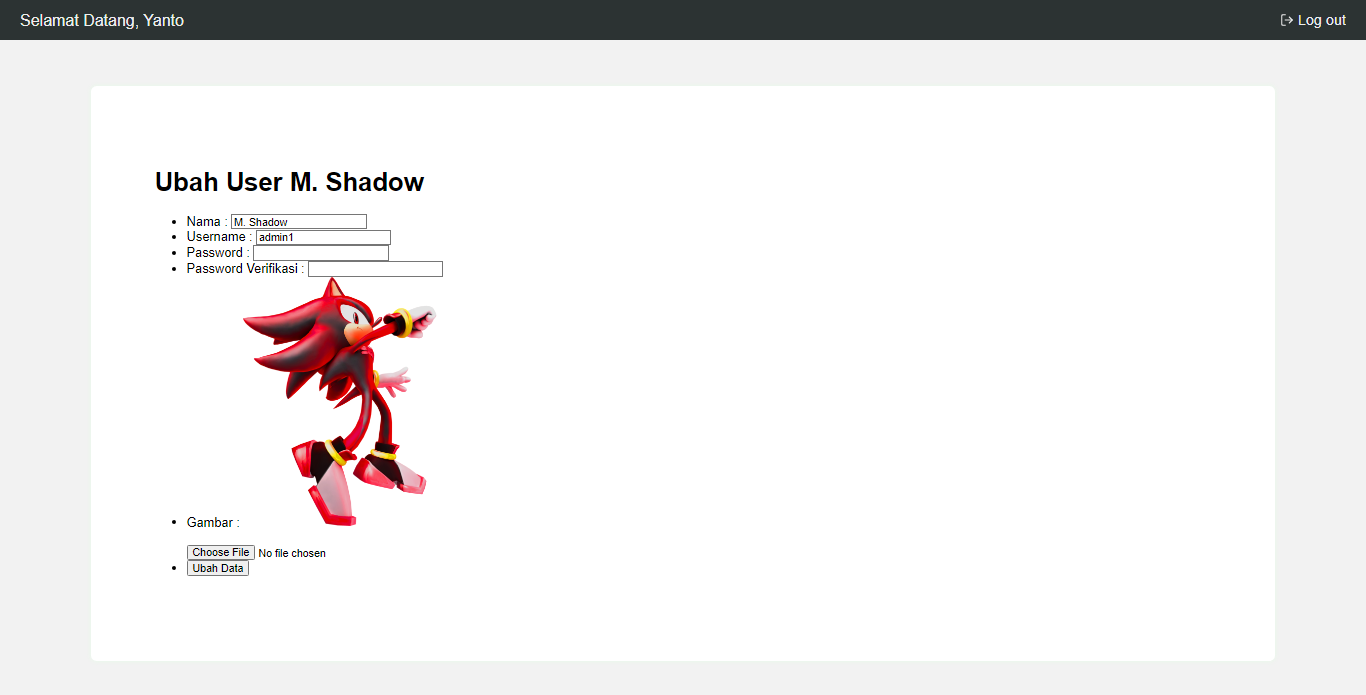 Selamat Datang, Yanto
Log out
Ubah User M. Shadow
Nama : M. Shadow
Username : admin1
Password :
Password Verifikasi :
Gambar :
Choose File No file chosen
Ubah Data